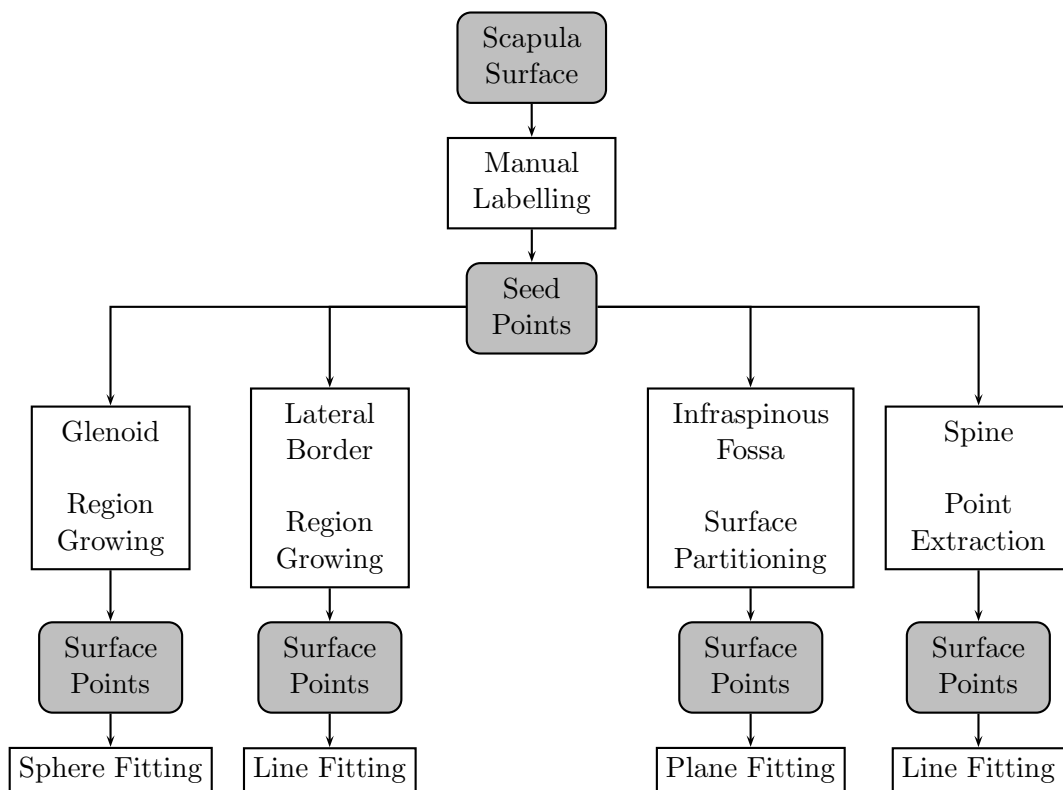 Scapula
Surface
Manual
Labelling
Seed
Points
Glenoid
Region
Growing
Lateral
Border
Region
Growing
Infraspinous
Fossa
Surface
Partitioning
Spine
Point
Extraction
Surface
Points
Surface
Points
Surface
Points
Surface
Points
Sphere Fitting
Line Fitting
Plane Fitting
Line Fitting